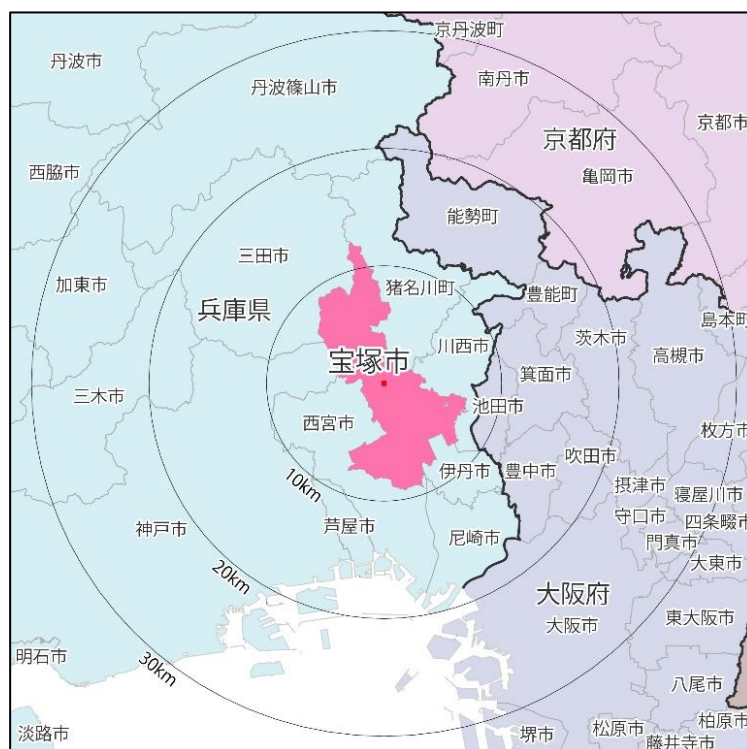 京丹波町
丹波市
南丹市
丹波篠山市
京都市
京都府
西脇市
亀岡市
能勢町
三田市
加東市
猪名川町
豊能町
兵庫県
島本町
茨木市
川西市
高槻市
宝塚市
箕面市
三木市
池田市
西宮市
枚方市
吹田市
伊丹市
豊中市
10km
摂津市
寝屋川市
芦屋市
守口市
四条畷市
神戸市
尼崎市
門真市
大東市
20km
大阪府
東大阪市
大阪市
明石市
30km
八尾市
淡路市
堺市
松原市
柏原市
藤井寺市